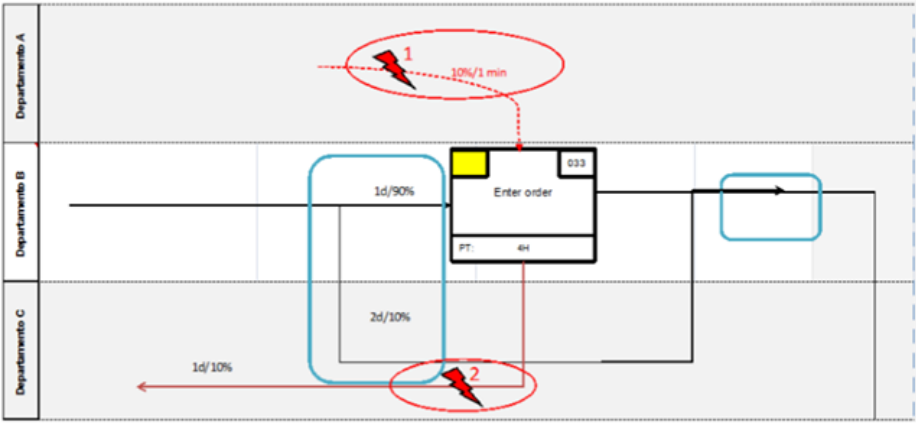 Departamento A
1
10%/1 min
Departamento B
1d/90%
033
Enter order
PT: 4H
Departamento C
2d/10%
1d/10%
2